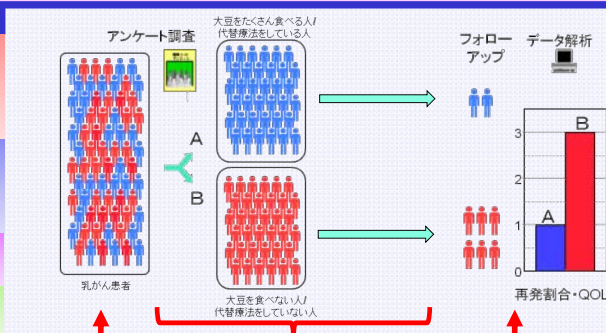 アンケート調査
大豆をたくさん食べる人/
代替療法をしている人
フォロー
アップ
データ解析
A
B
乳がん患者
大豆を食べない人/
代替療法をしていない人
3
2
1
0
A
B
再発割合・QOL